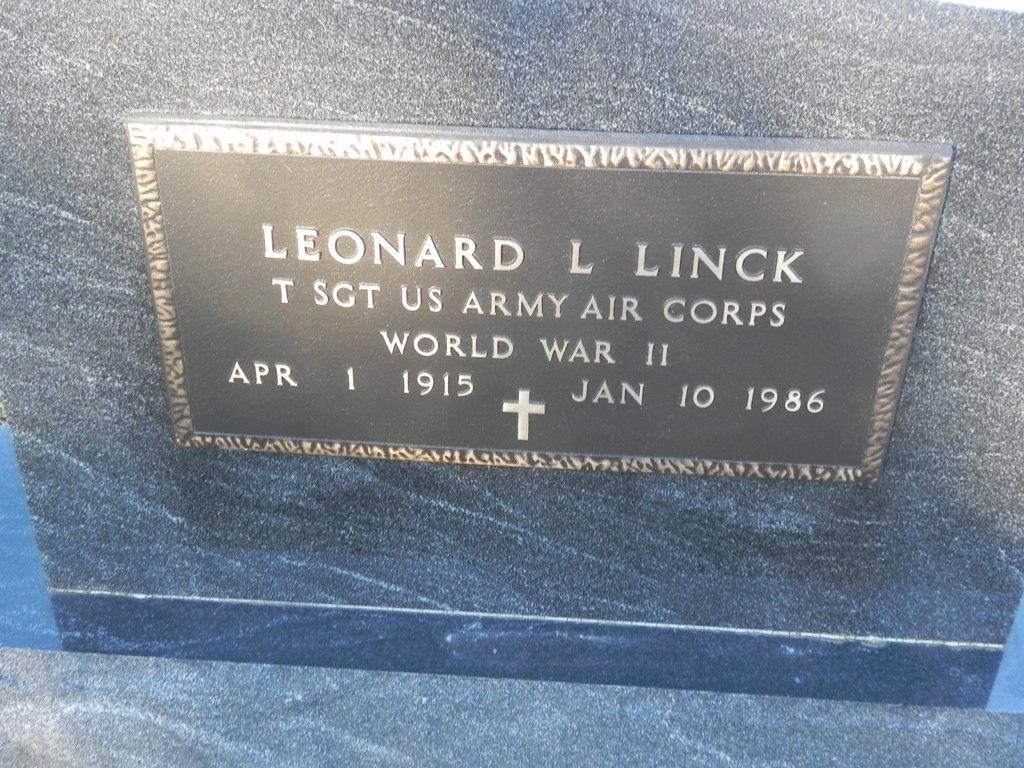 LEONARD L LINCK
T SGT US ARMY AIR CORPS
WORLD WAR II
APR 1 1915 JAN 10 1986